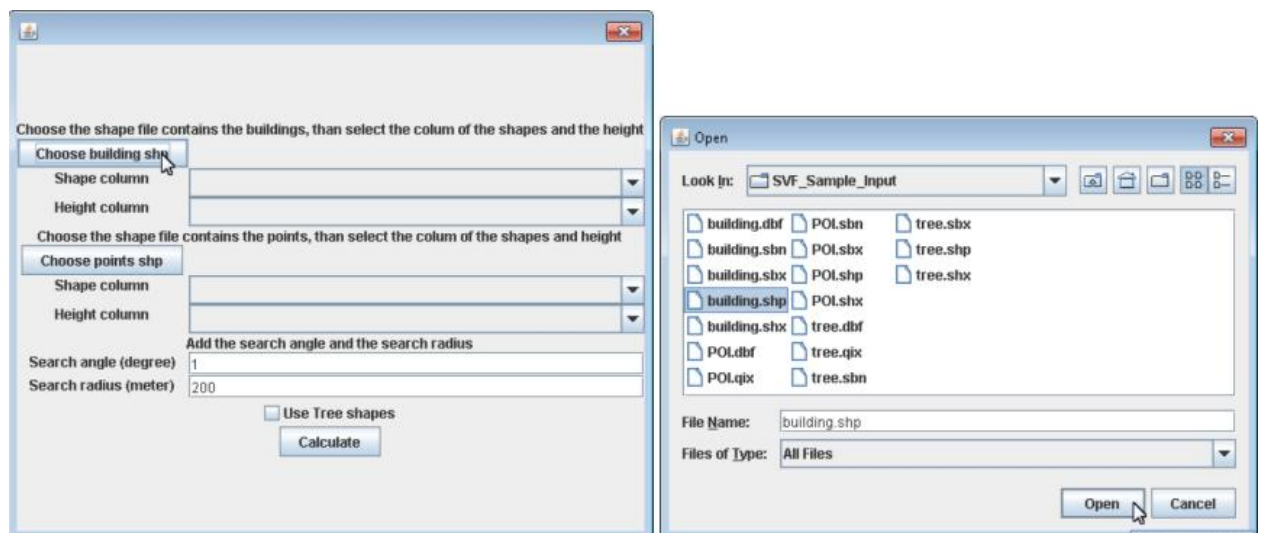 Choose the shape file contains the buildings, than select the colum of the shapes and the height
Choose building shp
Shape column
Height column
Choose the shape file contains the points, than select the colum of the shapes and height
Choose points shp
Shape column
Height column
Add the search angle and the search radius
Search angle (degree) 1
Search radius (meter) 200
Use Tree shapes
Calculate
Open
Look In: SVF_Sample_Input
building.dbf POI.sbn tree.sbx
building.sbn POI.sbx tree.shp
building.sbx POI.shp tree.shx
building.shp POI.shx
building.shx tree.dbf
POI.dbf tree.qix
POI.qix tree.sbn
File Name: building.shp
Files of Type: All Files
Open Cancel